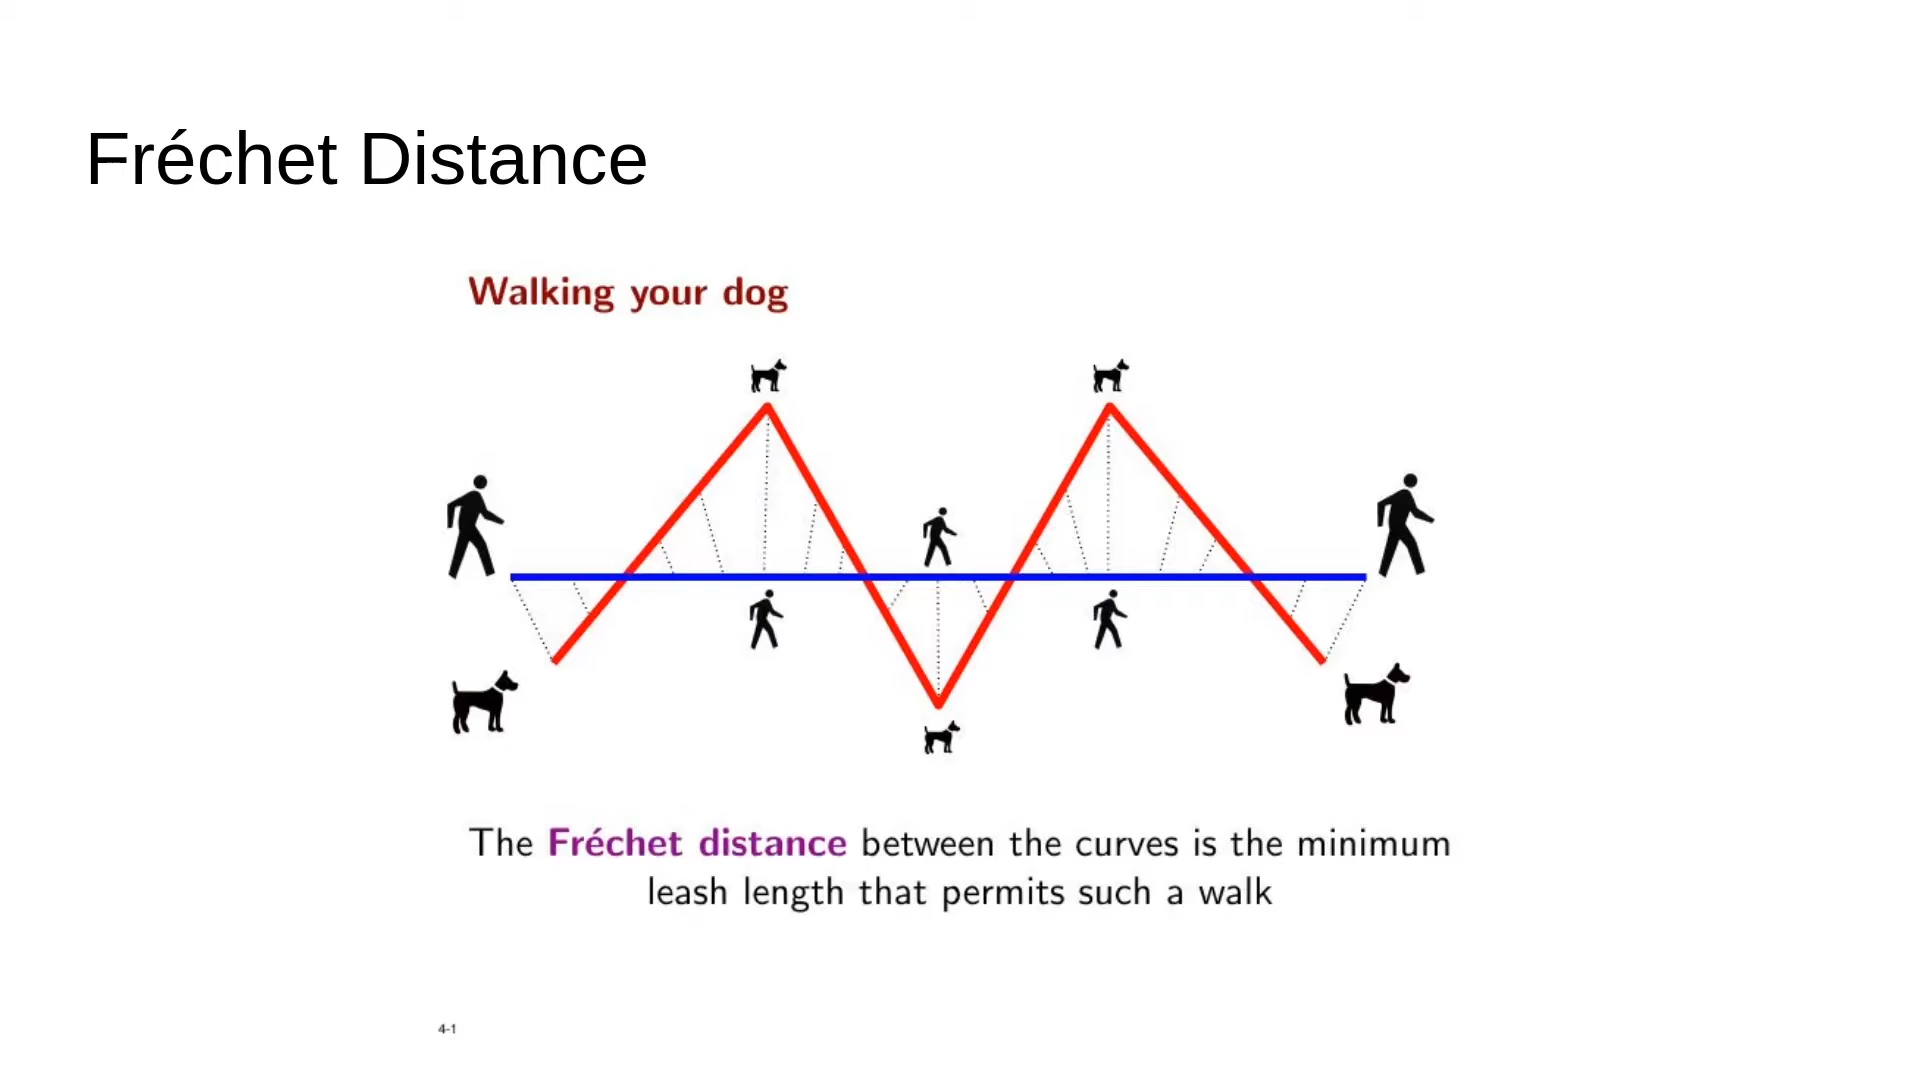 Fréchet Distance
Walking your dog
The Fréchet distance between the curves is the minimum
leash length that permits such a walk
4-1